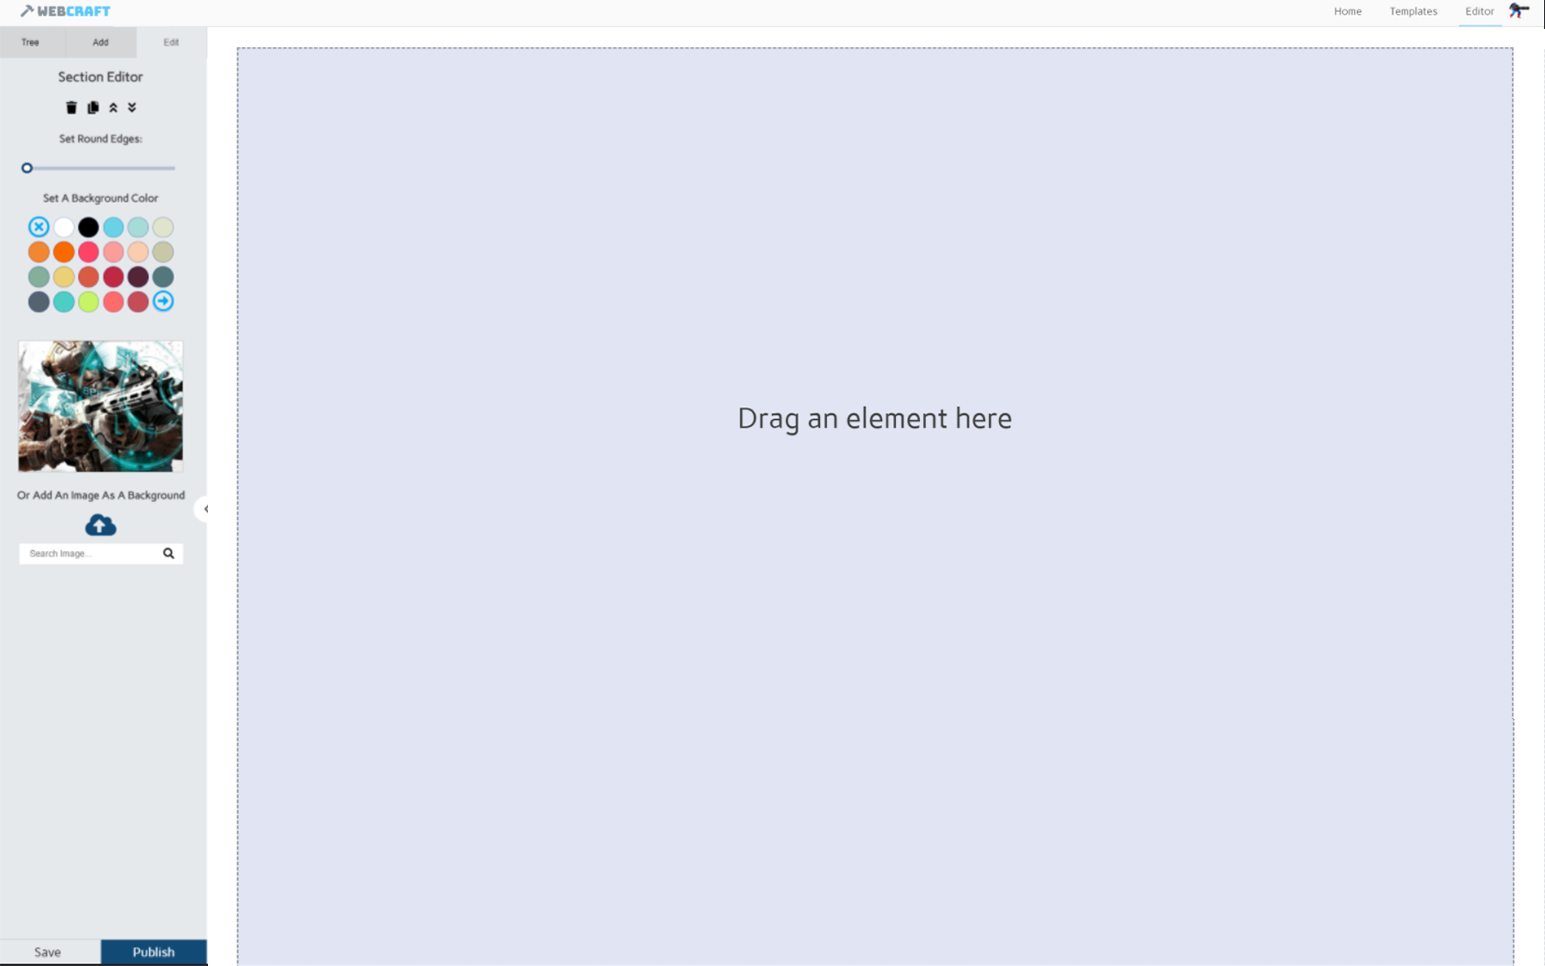 WEBCRAFT
Home Templates Editor
Tree Add Edit
Section Editor
Set Round Edges:
Set A Background Color
Drag an element here
Or Add An Image As A Background
Search Image...
Save Publish